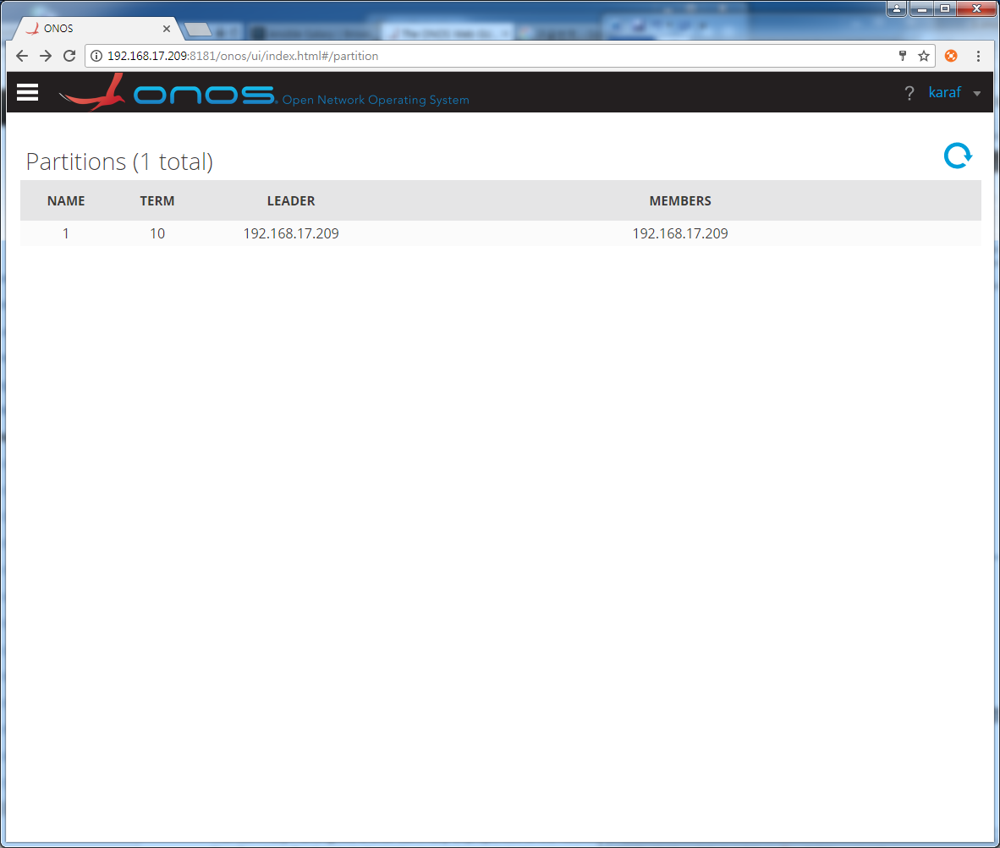 ONOS
192.168.17.209:8181/onos/ui/index.html#/partition
onos Open Network Operating System ? karaf
Partitions (1 total)
NAME TERM LEADER MEMBERS
1 10 192.168.17.209 192.168.17.209